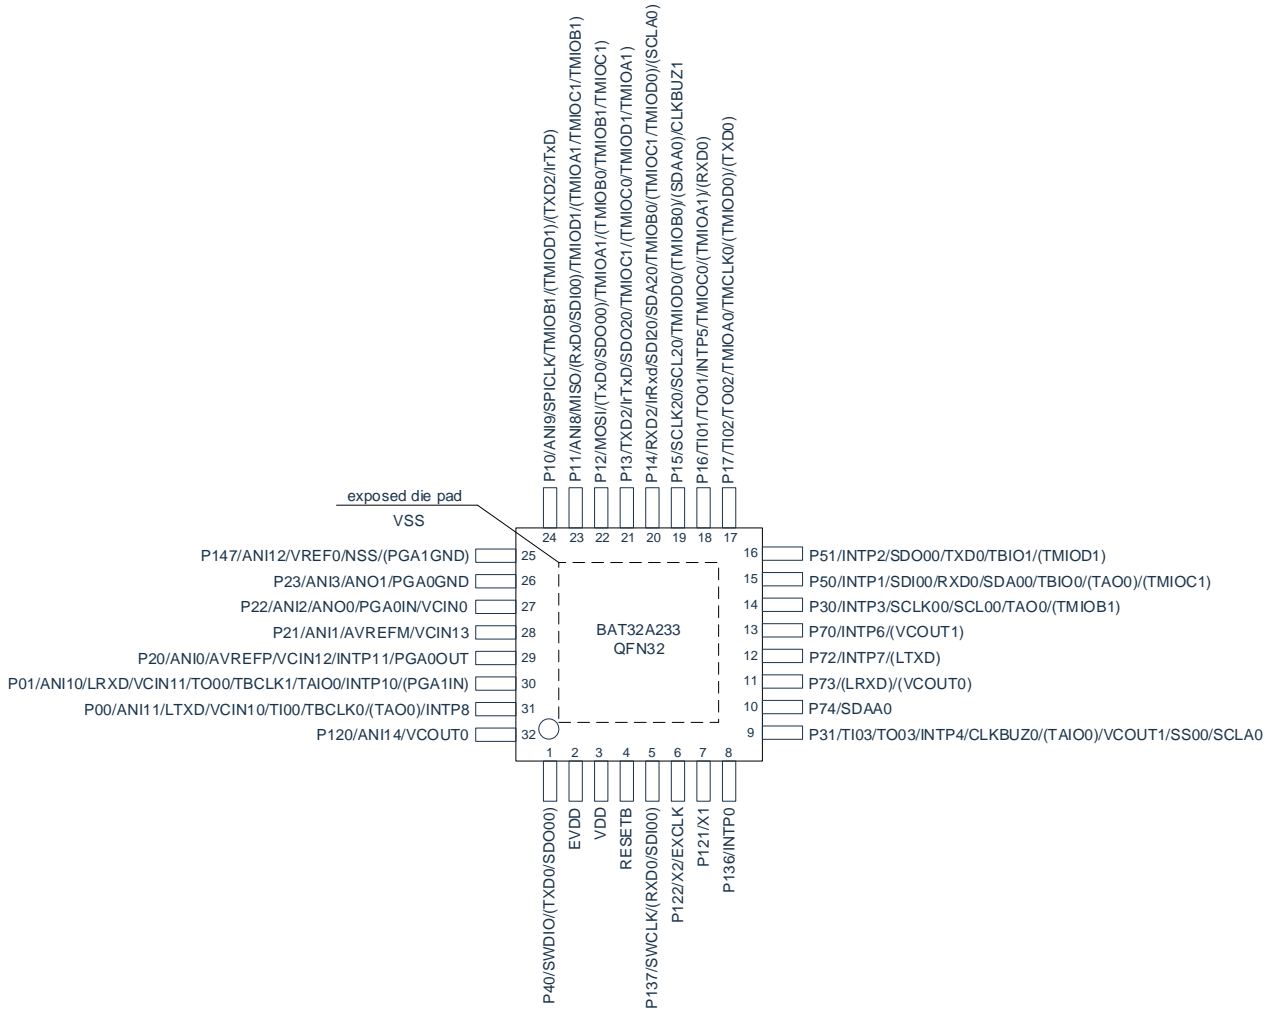 P10/ANI9/SPICLK/TMIOB1/(TMIOD1)/(TXD2/IrTxD)
P11/ANI8/MISO/(RxD0/SDI00)/TMIOD1/(TMIOA1/TMIOC1/TMIOB1)
P12/MOSI/(TxD0/SDO00)/TMIOA1/(TMIOB0/TMIOB1/TMIOC1)
P13/TXD2/IrTxD/SDO20/TMIOC1/(TMIOC0/TMIOD1/TMIOA1)
P14/RXD2/IrRxd/SDI20/SDA20/TMIOB0/(TMIOC1/TMIOD0)/(SCLA0)
P15/SCLK20/SCL20/TMIOD0/(TMIOB0)/(SDAA0)/CLKBUZ1
P16/TI01/TO01/INTP5/TMIOC0/(TMIOA1)/(RXD0)
P17/TI02/TO02/TMIOA0/TMCLK0/(TMIOD0)/(TXD0)
exposed die pad
VSS
24 23 22 21 20 19 18 17
P147/ANI12/VREF0/NSS/(PGA1GND) 25
P23/ANI3/ANO1/PGA0GND 26
P22/ANI2/ANO0/PGA0IN/VCIN0 27
P21/ANI1/AVREFM/VCIN13 28
P20/ANI0/AVREFP/VCIN12/INTP11/PGA0OUT 29
P01/ANI10/LRXD/VCIN11/TO00/TBCLK1/TAIO0/INTP10/(PGA1IN) 30
P00/ANI11/LTXD/VCIN10/TI00/TBCLK0/(TAO0)/INTP8 31
P120/ANI14/VCOUT0 32
BAT32A233
QFN32
16 P51/INTP2/SDO00/TXD0/TBIO1/(TMIOD1)
15 P50/INTP1/SDI00/RXD0/SDA00/TBIO0/(TAO0)/(TMIOC1)
14 P30/INTP3/SCLK00/SCL00/TAO0/(TMIOB1)
13 P70/INTP6/(VCOUT1)
12 P72/INTP7/(LTXD)
11 P73/(LRXD)/(VCOUT0)
10 P74/SDAA0
9 P31/TI03/TO03/INTP4/CLKBUZ0/(TAIO0)/VCOUT1/SS00/SCLA0
1 2 3 4 5 6 7 8
P40/SWDIO/(TXD0/SDO00)
EVDD
VDD
RESETB
P137/SWCLK/(RXD0/SDI00)
P122/X2/EXCLK
P121/X1
P136/INTP0